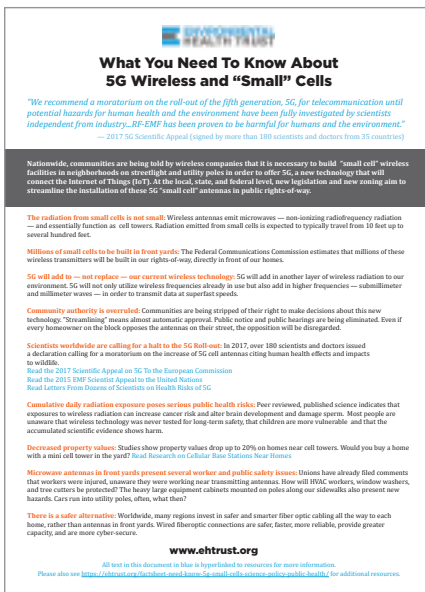 ENVIRONMENTAL
HEALTH TRUST
What You Need To Know About
5G Wireless and “Small” Cells
“We recommend a moratorium on the roll-out of the fifth generation, 5G, for telecommunication until
potential hazards for human health and the environment have been fully investigated by scientists
independent from industry...RF-EMF has been proven to be harmful for humans and the environment.”
— 2017 5G Scientific Appeal (signed by more than 180 scientists and doctors from 35 countries)
Nationwide, communities are being told by wireless companies that it is necessary to build “small cell” wireless
facilities in neighborhoods on streetlight and utility poles in order to offer 5G, a new technology that will
connect the Internet of Things (IoT). At the local, state, and federal level, new legislation and new zoning aim to
streamline the installation of these 5G “small cell” antennas in public rights-of-way.
The radiation from small cells is not small: Wireless antennas emit microwaves — non-ionizing radiofrequency radiation
— and essentially function as cell towers. Radiation emitted from small cells is expected to typically travel from 10 feet up to
several hundred feet.
Millions of small cells to be built in front yards: The Federal Communications Commission estimates that millions of these
wireless transmitters will be built in our rights-of-way, directly in front of our homes.
5G will add to — not replace — our current wireless technology: 5G will add in another layer of wireless radiation to our
environment. 5G will not only utilize wireless frequencies already in use but also add in higher frequencies — submillimeter
and millimeter waves — in order to transmit data at superfast speeds.
Community authority is overruled: Communities are being stripped of their right to make decisions about this new
technology. “Streamlining” means almost automatic approval. Public notice and public hearings are being eliminated. Even if
every homeowner on the block opposes the antennas on their street, the opposition will be disregarded.
Scientists worldwide are calling for a halt to the 5G Roll-out: In 2017, over 180 scientists and doctors issued
a declaration calling for a moratorium on the increase of 5G cell antennas citing human health effects and impacts
to wildlife.
Read the 2017 Scientific Appeal on 5G To the European Commission
Read the 2015 EMF Scientist Appeal to the United Nations
Read Letters From Dozens of Scientists on Health Risks of 5G
Cumulative daily radiation exposure poses serious public health risks: Peer reviewed, published science indicates that
exposures to wireless radiation can increase cancer risk and alter brain development and damage sperm. Most people are
unaware that wireless technology was never tested for long-term safety, that children are more vulnerable and that the
accumulated scientific evidence shows harm.
Decreased property values: Studies show property values drop up to 20% on homes near cell towers. Would you buy a home
with a mini cell tower in the yard? Read Research on Cellular Base Stations Near Homes
Microwave antennas in front yards present several worker and public safety issues: Unions have already filed comments
that workers were injured, unaware they were working near transmitting antennas. How will HVAC workers, window washers,
and tree cutters be protected? The heavy large equipment cabinets mounted on poles along our sidewalks also present new
hazards. Cars run into utility poles, often, what then?
There is a safer alternative: Worldwide, many regions invest in safer and smarter fiber optic cabling all the way to each
home, rather than antennas in front yards. Wired fiberoptic connections are safer, faster, more reliable, provide greater
capacity, and are more cyber-secure.
www.ehtrust.org
All text in this document in blue is hyperlinked to resources for more information.
Please also see https://ehtrust.org/factsheet-need-know-5g-small-cells-science-policy-public-health/ for additional resources.